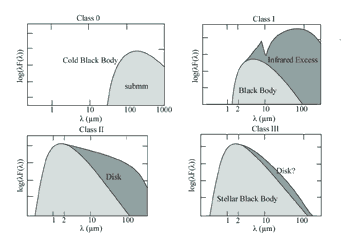 Class 0
log(λF(λ))
Cold Black Body
submm
1 10 100 1000
λ (μm)
Class I
log(λF(λ))
Infrared Excess
Black Body
1 2 10 100
λ (μm)
Class II
log(λF(λ))
Disk
1 2 10 100
λ (μm)
Class III
log(λF(λ))
Disk?
Stellar Black Body
1 2 10 100
λ (μm)